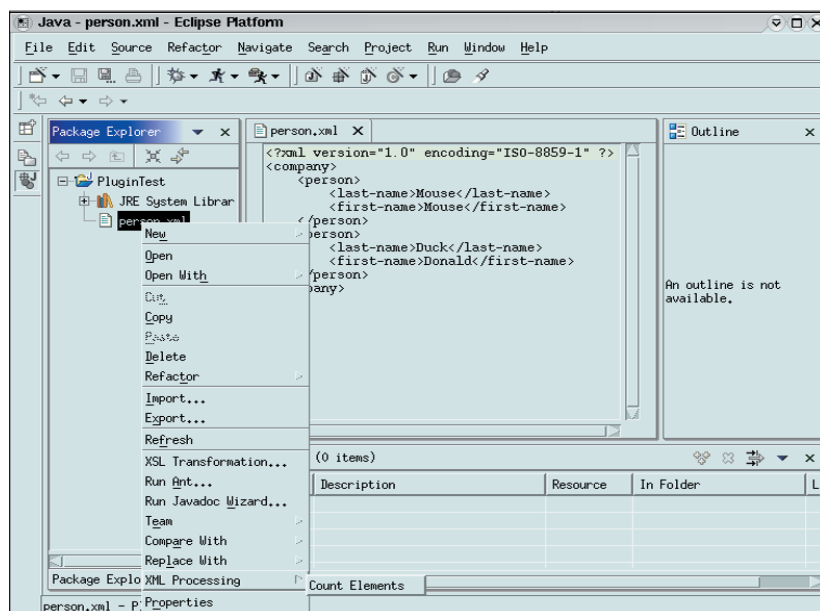 Java - person.xml - Eclipse Platform
File Edit Source Refactor Navigate Search Project Run Window Help
Package Explorer
person.xml
Outline
PluginTest
JRE System Librar
person.xml
<?xml version="1.0" encoding="ISO-8859-1" ?>
<company>
<person>
<last-name>Mouse</last-name>
<first-name>Mouse</first-name>
</person>
person>
<last-name>Duck</last-name>
<first-name>Donald</first-name>
/person>
pany>
An outline is not
available.
New
Open
Open With
Cut
Copy
Paste
Delete
Refactor
Import...
Export...
Refresh
XSL Transformation...
Run Ant...
Run Javadoc Wizard...
Team
Compare With
Replace With
XML Processing
Properties
Count Elements
(0 items)
Description Resource In Folder L
Package Explo
person.xml - P